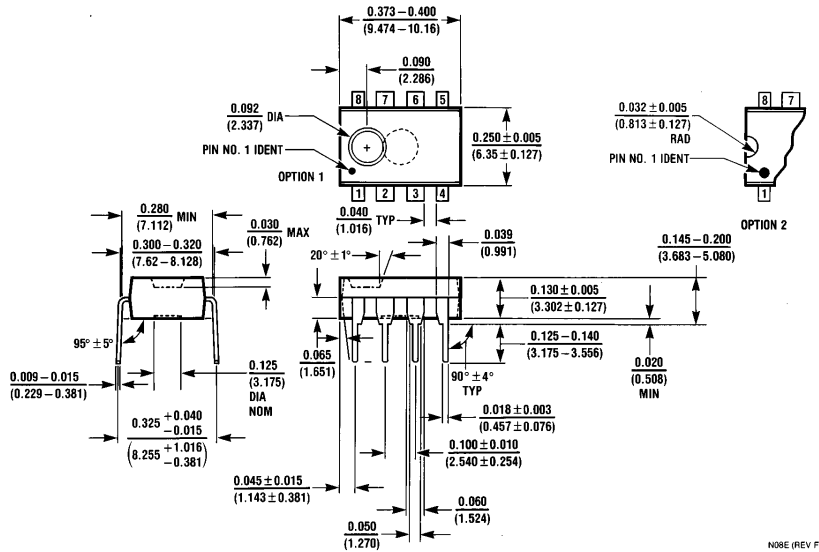 0.373–0.400
(9.474–10.16)
0.090
(2.286)
8 7 6 5
0.092
(2.337) DIA
+
PIN NO. 1 IDENT
OPTION 1
0.250±0.005
(6.35±0.127)
1 2 3 4
0.032±0.005
(0.813±0.127)
RAD
PIN NO. 1 IDENT
8 7
1
OPTION 2
0.280
(7.112) MIN
0.300–0.320
(7.62–8.128)
0.030
(0.762) MAX
0.040
(1.016) TYP
20°±1°
0.039
(0.991)
0.145–0.200
(3.683–5.080)
0.130±0.005
(3.302±0.127)
95°±5°
0.009–0.015
(0.229–0.381)
0.125
(3.175)
DIA
NOM
0.065
(1.651)
90°±4°
TYP
0.125–0.140
(3.175–3.556)
0.020
(0.508)
MIN
0.325 +0.040 -0.015
(8.255 +1.016 -0.381)
0.018±0.003
(0.457±0.076)
0.100±0.010
(2.540±0.254)
0.045±0.015
(1.143±0.381)
0.060
(1.524)
0.050
(1.270)
N08E (REV F